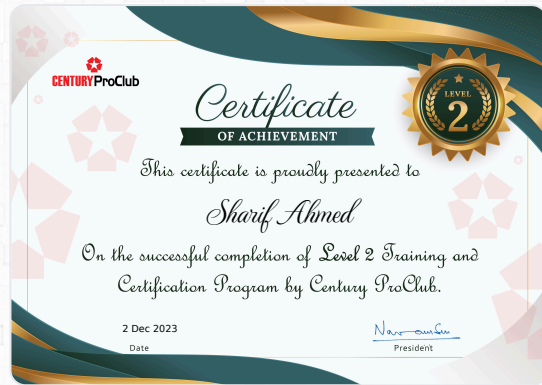 CENTURY ProClub
Certificate
OF ACHIEVEMENT
LEVEL
2
This certificate is proudly presented to
Sharif Ahmed
On the successful completion of Level 2 Training and
Certification Program by Century ProClub.
2 Dec 2023
Date
President